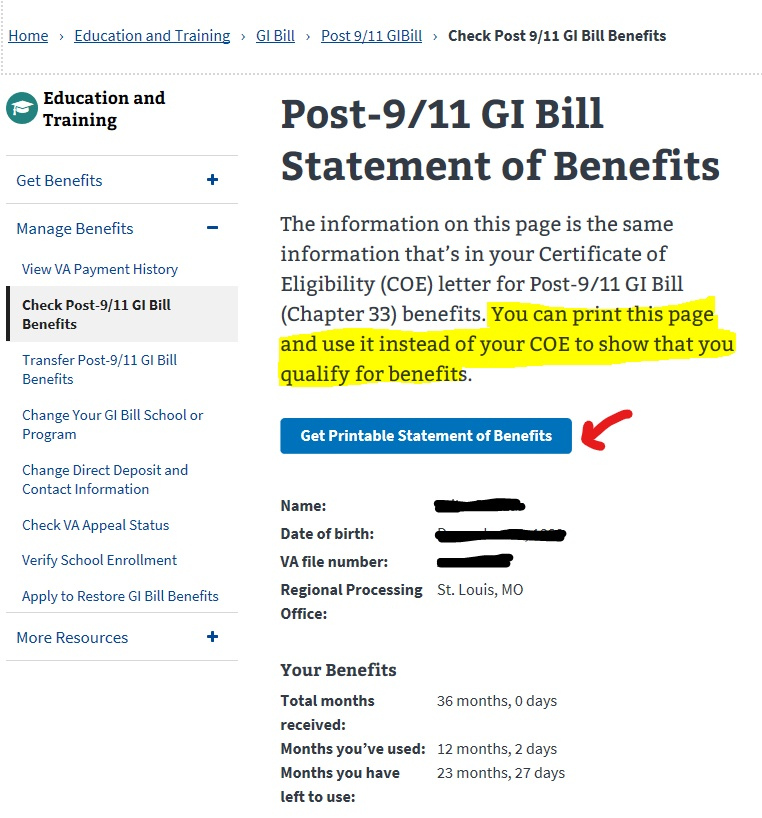 Home › Education and Training › GI Bill › Post 9/11 GIBill › Check Post 9/11 GI Bill Benefits
Education and
Training
Get Benefits +
Manage Benefits −
View VA Payment History
Check Post-9/11 GI Bill
Benefits
Transfer Post-9/11 GI Bill
Benefits
Change Your GI Bill School or
Program
Change Direct Deposit and
Contact Information
Check VA Appeal Status
Verify School Enrollment
Apply to Restore GI Bill Benefits
More Resources +
Post-9/11 GI Bill
Statement of Benefits
The information on this page is the same
information that’s in your Certificate of
Eligibility (COE) letter for Post-9/11 GI Bill
(Chapter 33) benefits. You can print this page
and use it instead of your COE to show that you
qualify for benefits.
Get Printable Statement of Benefits
Name:
Date of birth:
VA file number:
Regional Processing St. Louis, MO
Office:
Your Benefits
Total months 36 months, 0 days
received:
Months you’ve used: 12 months, 2 days
Months you have 23 months, 27 days
left to use: